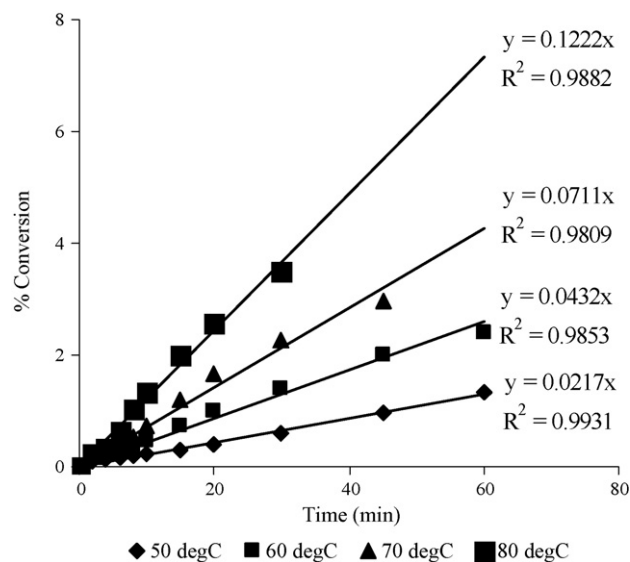 8
y = 0.1222x
R² = 0.9882
6
y = 0.0711x
R² = 0.9809
% Conversion
4
y = 0.0432x
R² = 0.9853
2
y = 0.0217x
R² = 0.9931
0
0 20 40 60 80
Time (min)
50 degC 60 degC 70 degC 80 degC